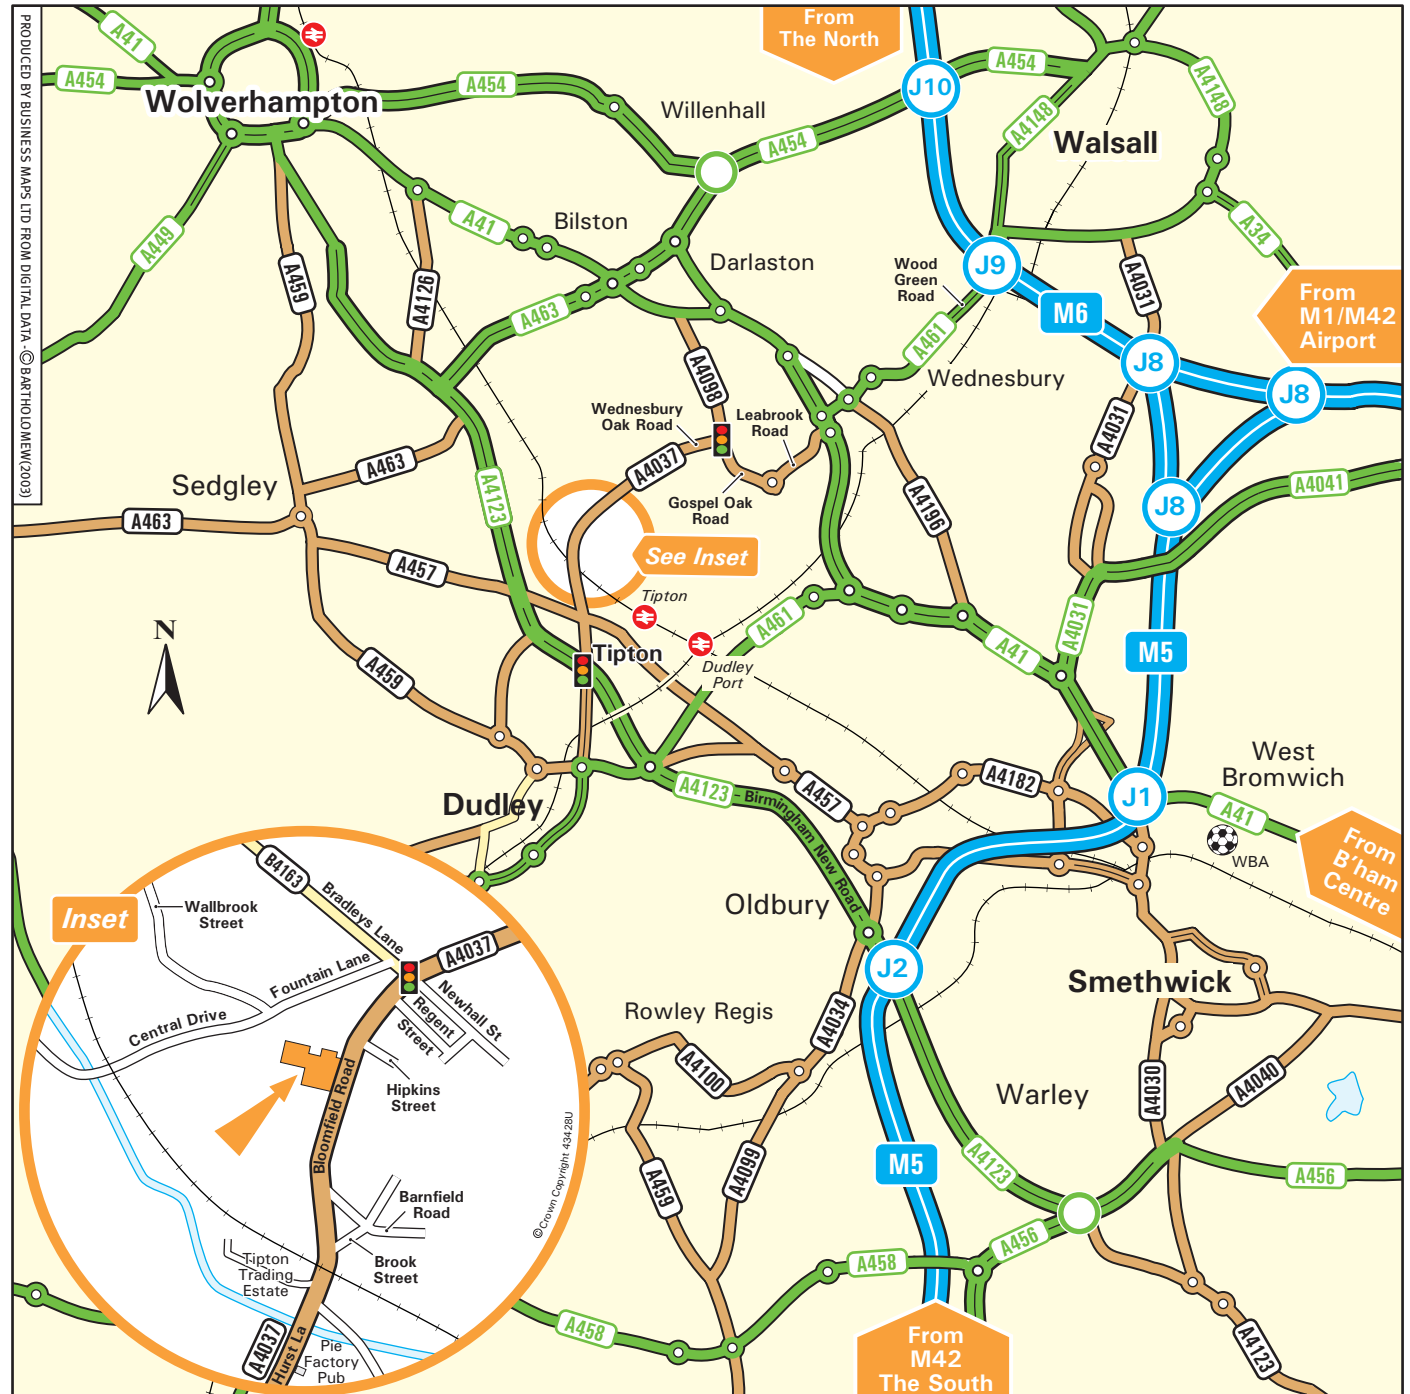 PRODUCED BY BUSINESS MAPS LTD FROM DIGITAL DATA - © BARTHOLOMEW(2003)
A41
A454
Wolverhampton
A454
Willenhall
A454
From
The North
J10
A454
A4148
A4148
Walsall
A449
A459
A4126
A41
Bilston
Darlaston
A463
Wood
Green
Road
J9
M6
A4031
A34
From
M1/M42
Airport
A461
J8
J8
Wednesbury
A4098
Wednesbury
Oak Road
Leabrook
Road
A4037
Gospel Oak
Road
A4031
A463
Sedgley
A463
A4123
A4196
J8
A4041
See Inset
A457
Tipton
A461
Tipton
Dudley
Port
A41
A4031
M5
N
A459
West
Bromwich
A4123
Birmingham New Road
A457
A4182
J1
A41
WBA
From
B'ham
Centre
Dudley
Oldbury
J2
Smethwick
Rowley Regis
A4034
A4100
Warley
A4030
A4040
A459
A4099
M5
A4123
A456
A456
A458
A458
From
M42
The South
A4123
Inset
B4163
Bradleys Lane
Wallbrook
Street
A4037
Fountain Lane
Central Drive
Newhall St
Regent
Street
Hipkins
Street
Bloomfield Road
© Crown Copyright 43428U
Barnfield
Road
Brook
Street
Tipton
Trading
Estate
A4037
Hurst La
Pie
Factory
Pub